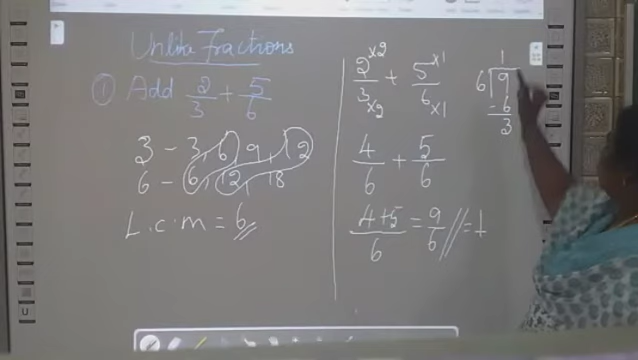 Unlike Fractions
① Add 2/3 + 5/6
3 - 3, 6, 9, 12
6 - 6, 12, 18
L.c.m = 6//
2×2/3×2 + 5×1/6×1
4/6 + 5/6
4+5/6 = 9/6// = 1
1
6)9
-6
3